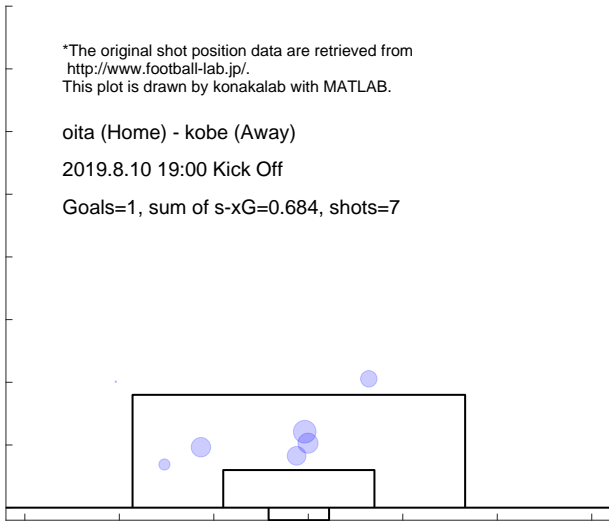 *The original shot position data are retrieved from
http://www.football-lab.jp/.
This plot is drawn by konakalab with MATLAB.
oita (Home) - kobe (Away)
2019.8.10 19:00 Kick Off
Goals=1, sum of s-xG=0.684, shots=7